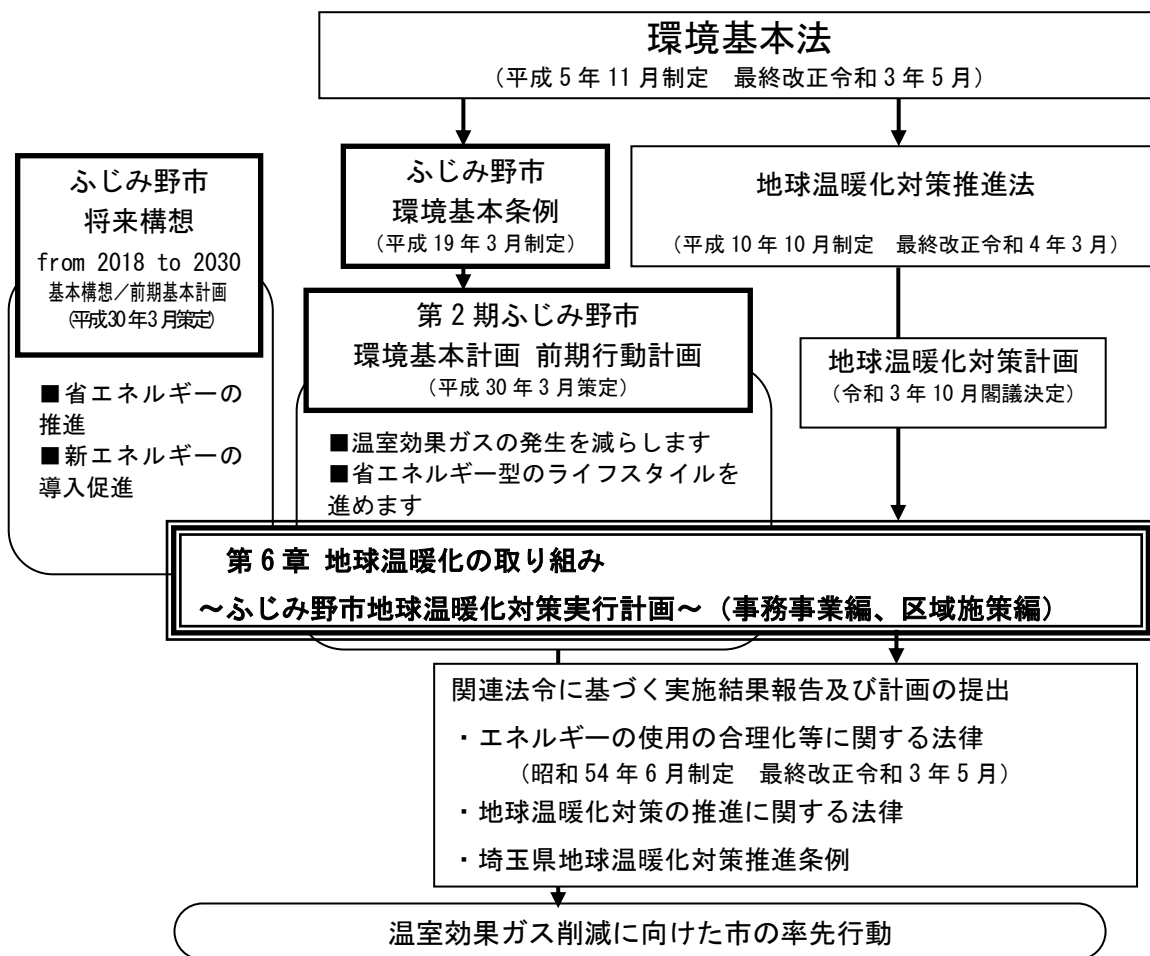 環境基本法
（平成5年11月制定　最終改正令和3年5月）
ふじみ野市
将来構想
from 2018 to 2030
基本構想／前期基本計画
（平成30年3月策定）
■省エネルギーの
推進
■新エネルギーの
導入促進
ふじみ野市
環境基本条例
（平成19年3月制定）
第2期ふじみ野市
環境基本計画 前期行動計画
（平成30年3月策定）
■温室効果ガスの発生を減らします
■省エネルギー型のライフスタイルを
進めます
地球温暖化対策推進法
（平成10年10月制定　最終改正令和4年3月）
地球温暖化対策計画
（令和3年10月閣議決定）
第6章 地球温暖化の取り組み
～ふじみ野市地球温暖化対策実行計画～（事務事業編、区域施策編）
関連法令に基づく実施結果報告及び計画の提出
・エネルギーの使用の合理化等に関する法律
（昭和54年6月制定　最終改正令和3年5月）
・地球温暖化対策の推進に関する法律
・埼玉県地球温暖化対策推進条例
温室効果ガス削減に向けた市の率先行動